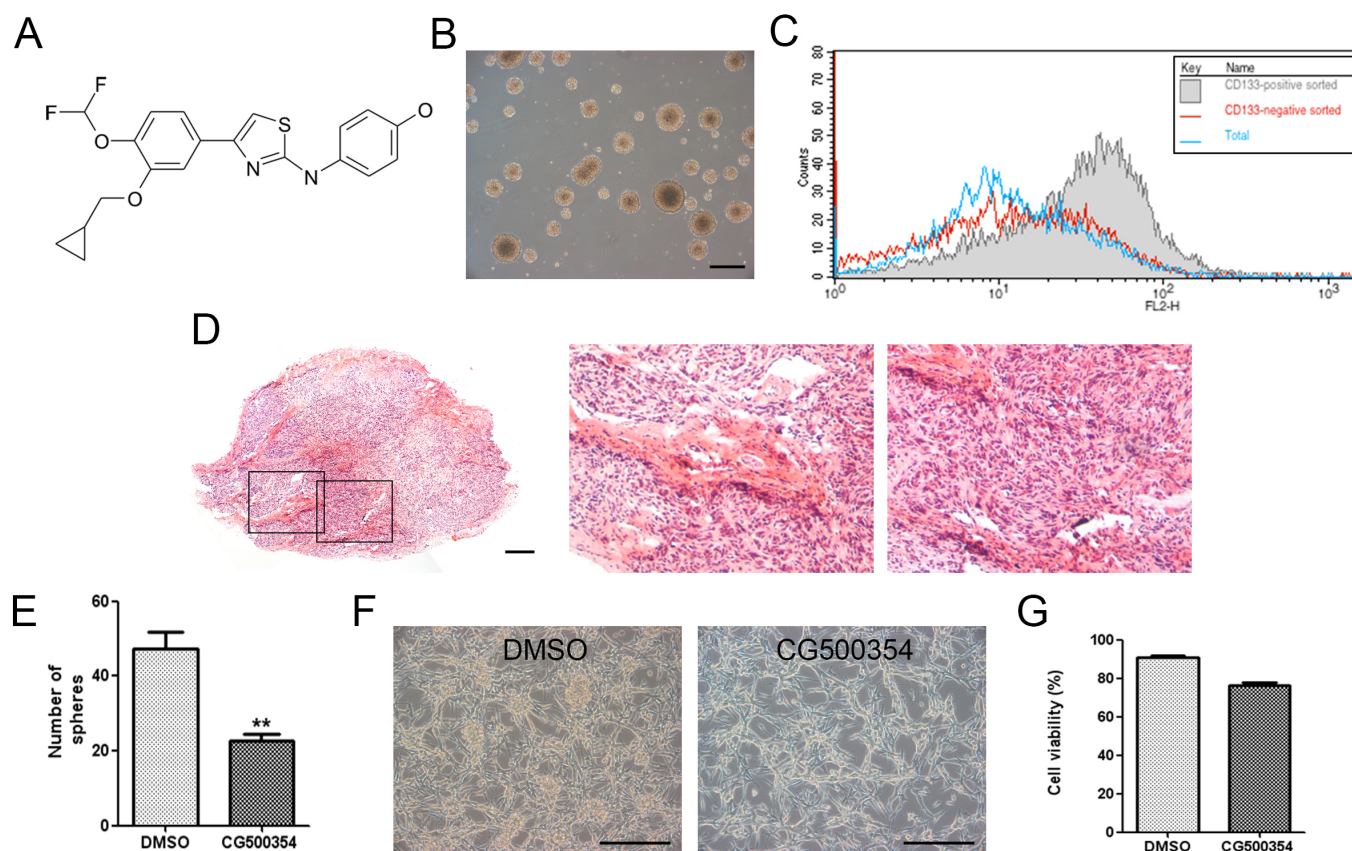 A
F
F
O
O
S
N
N
O
B
C
80
70
60
50
40
30
20
10
0
Counts
10⁰ 10¹ 10² 10³
FL2-H
Key Name
CD133-positive sorted
CD133-negative sorted
Total
D
E
60
40
20
0
Number of
spheres
**
DMSO CG500354
F
DMSO
CG500354
G
100
80
60
40
20
0
Cell viability (%)
DMSO CG500354